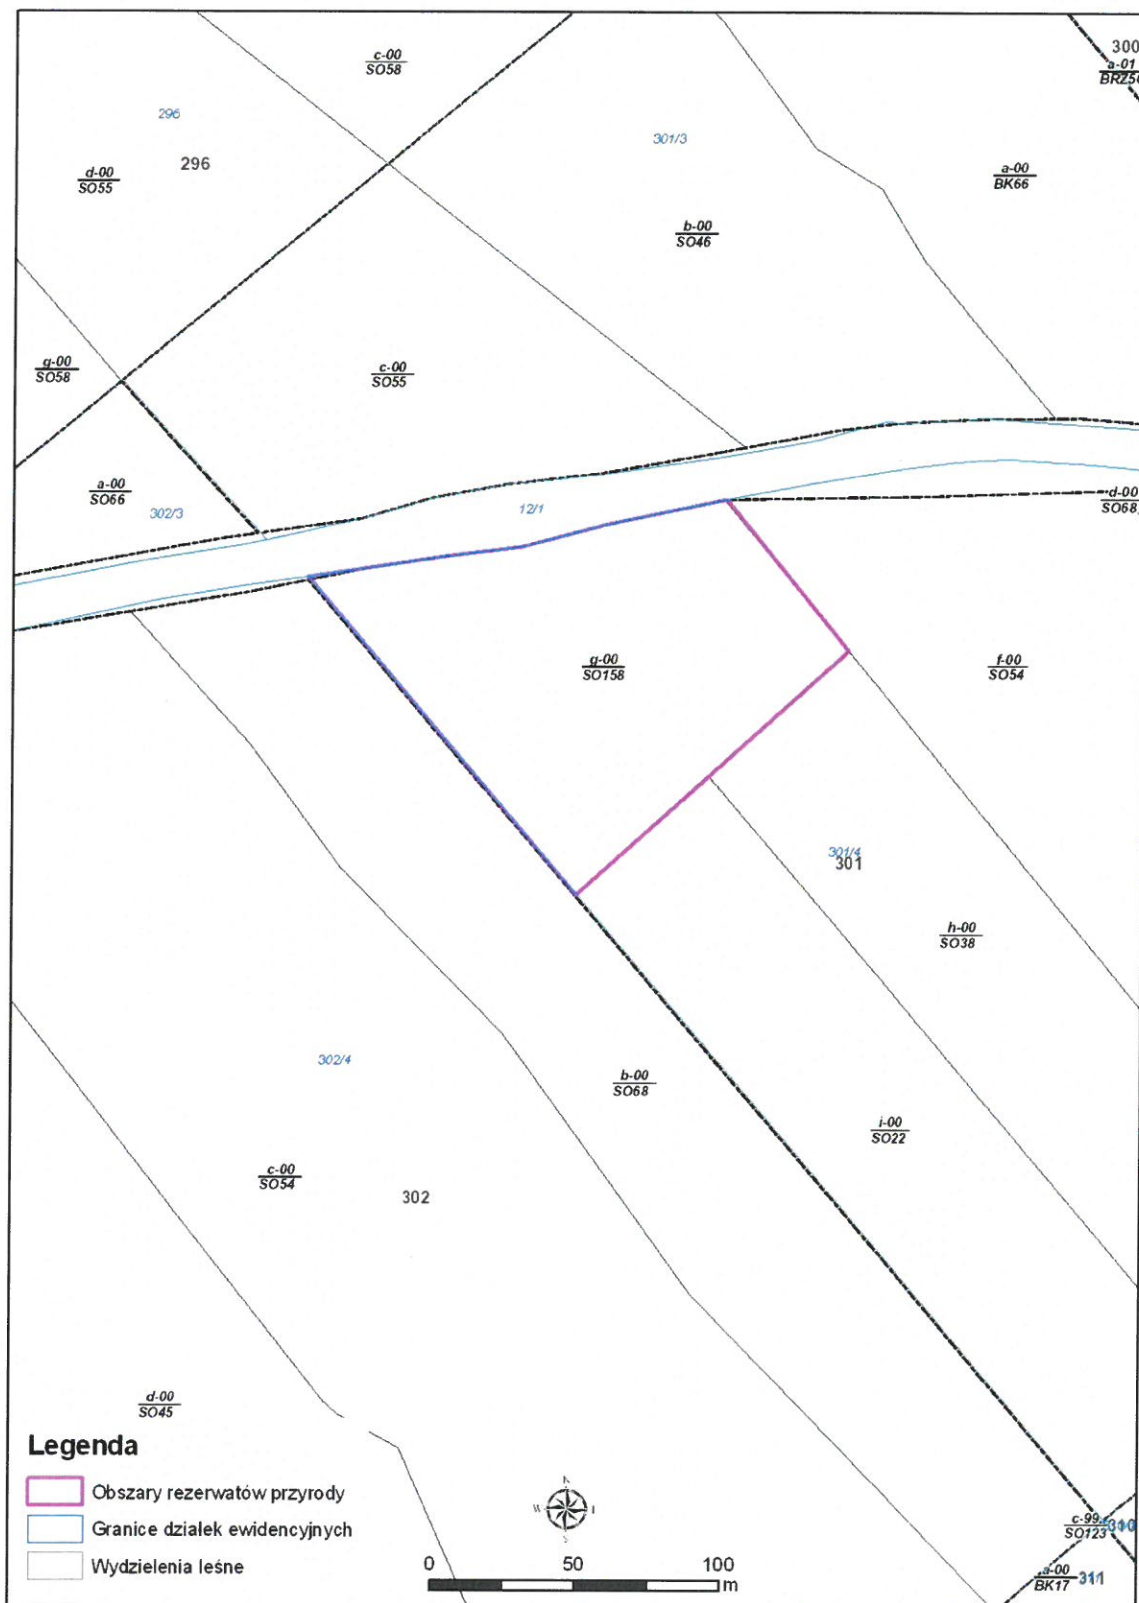 c-00
SO58
300
a-01
296
301/3
296
d-00
SO55
a-00
BK66
b-00
SO46
g-00
SO58
c-00
SO55
a-00
SO66
302/3
12/1
d-00
SO68
g-00
SO158
f-00
SO54
301/4
301
h-00
SO38
302/4
b-00
SO68
i-00
SO22
c-00
SO54
302
d-00
SO45
Legenda
Obszary rezerwatów przyrody
Granice działek ewidencyjnych
Wydzielenia leśne
N
W
S
0 50 100
m
c-99
SO123
310
a-00
BK17
311